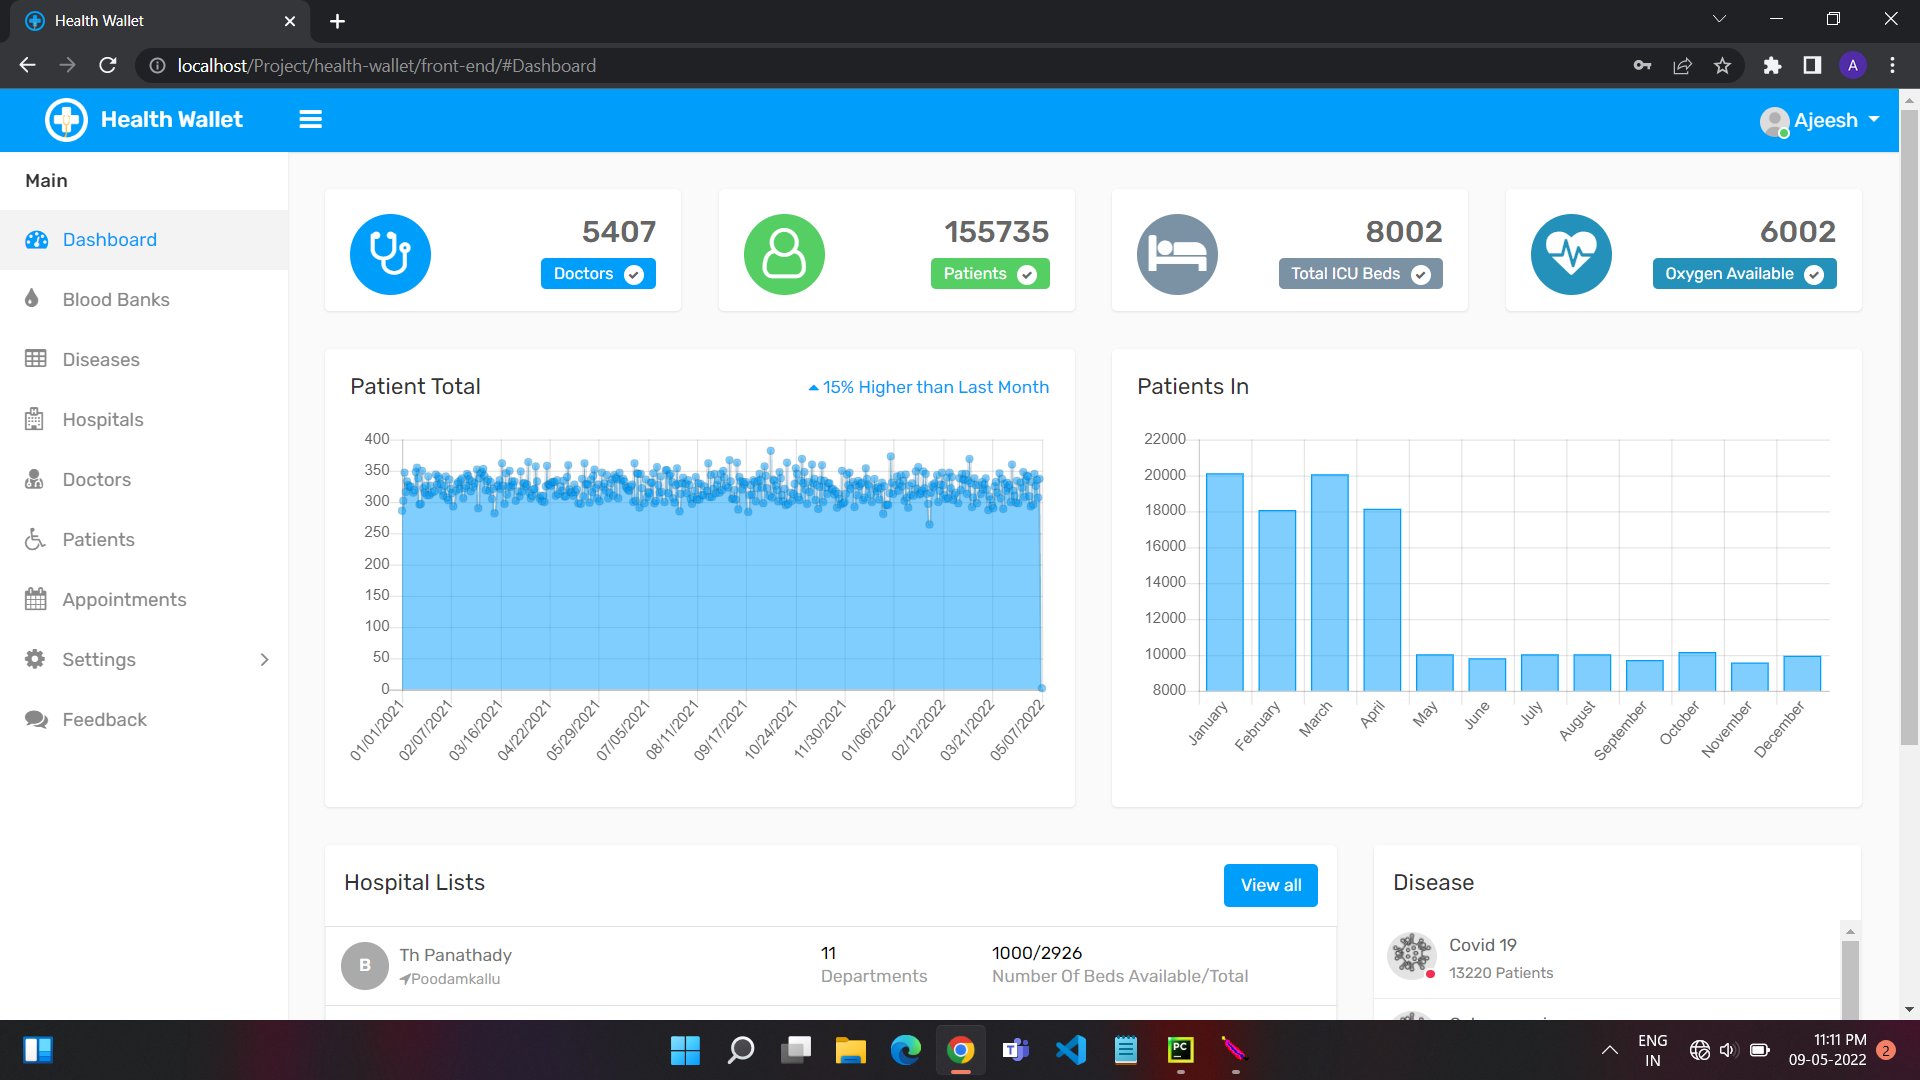 Health Wallet
localhost/Project/health-wallet/front-end/#Dashboard
A
Health Wallet
Ajeesh
Main
Dashboard
Blood Banks
Diseases
Hospitals
Doctors
Patients
Appointments
Settings
Feedback
5407
Doctors
155735
Patients
8002
Total ICU Beds
6002
Oxygen Available
Patient Total
15% Higher than Last Month
400
350
300
250
200
150
100
50
0
01/01/2021
02/07/2021
03/16/2021
04/22/2021
05/29/2021
07/05/2021
08/11/2021
09/17/2021
10/24/2021
11/30/2021
01/06/2022
02/12/2022
03/21/2022
05/07/2022
Patients In
22000
20000
18000
16000
14000
12000
10000
8000
January
February
March
April
May
June
July
August
September
October
November
December
Hospital Lists
View all
B
Th Panathady
Poodamkallu
11
Departments
1000/2926
Number Of Beds Available/Total
Disease
Covid 19
13220 Patients
PC
ENG
IN
11:11 PM
09-05-2022
2